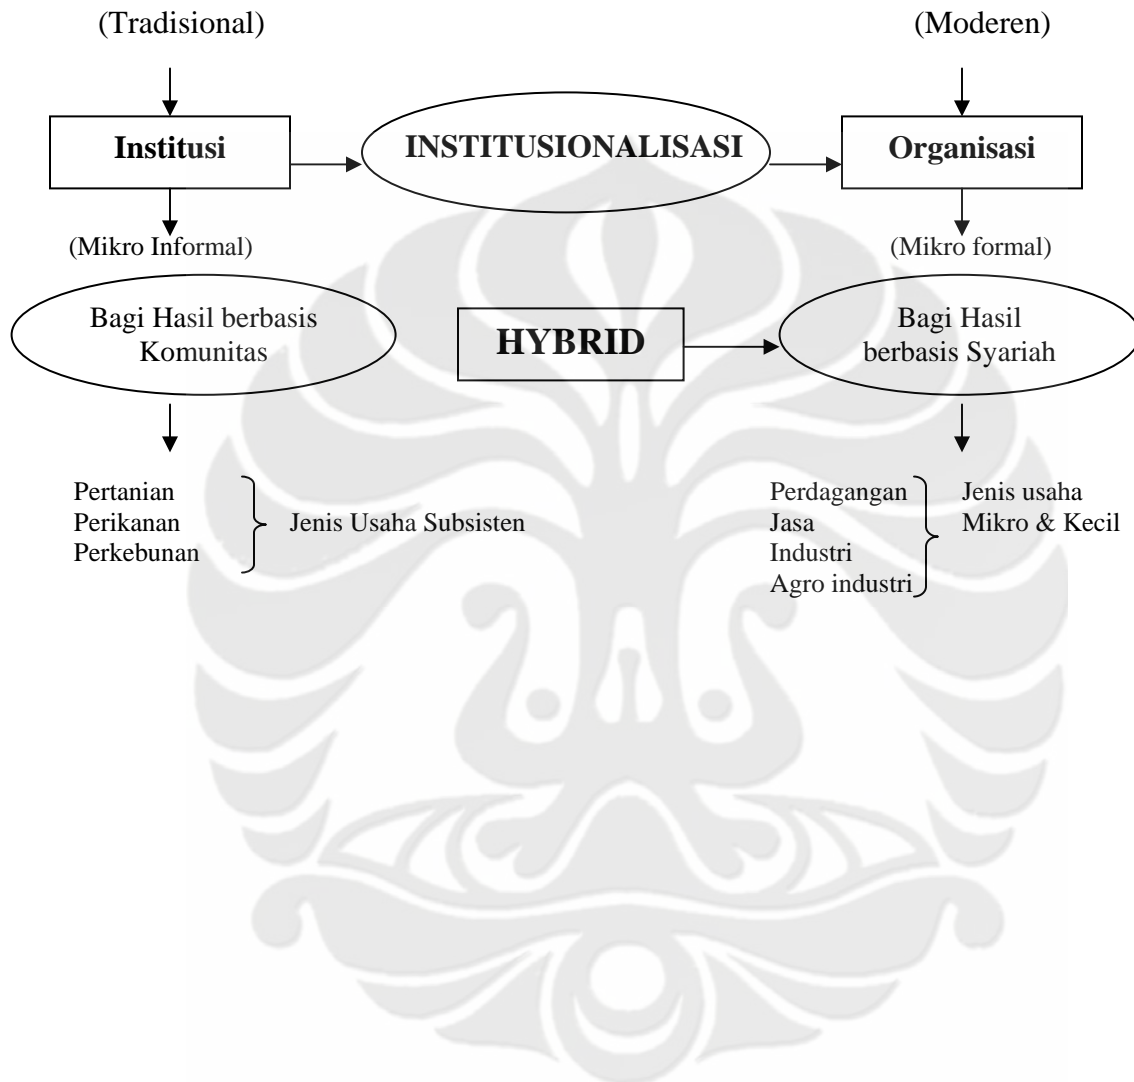 (Tradisional)
(Moderen)
Institusi
INSTITUSIONALISASI
Organisasi
(Mikro Informal)
(Mikro formal)
Bagi Hasil berbasis
Komunitas
HYBRID
Bagi Hasil
berbasis Syariah
Pertanian
Perikanan
Perkebunan
Jenis Usaha Subsisten
Perdagangan
Jasa
Industri
Agro industri
Jenis usaha
Mikro & Kecil